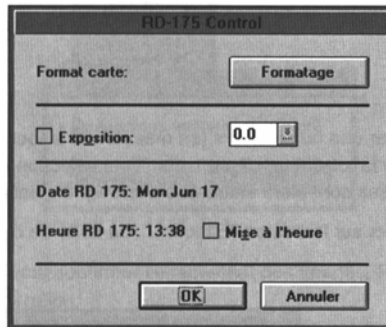 RD-175 Control
Format carte: Formatage
Exposition: 0.0
Date RD 175: Mon Jun 17
Heure RD 175: 13:38 Mise à l'heure
OK Annuler